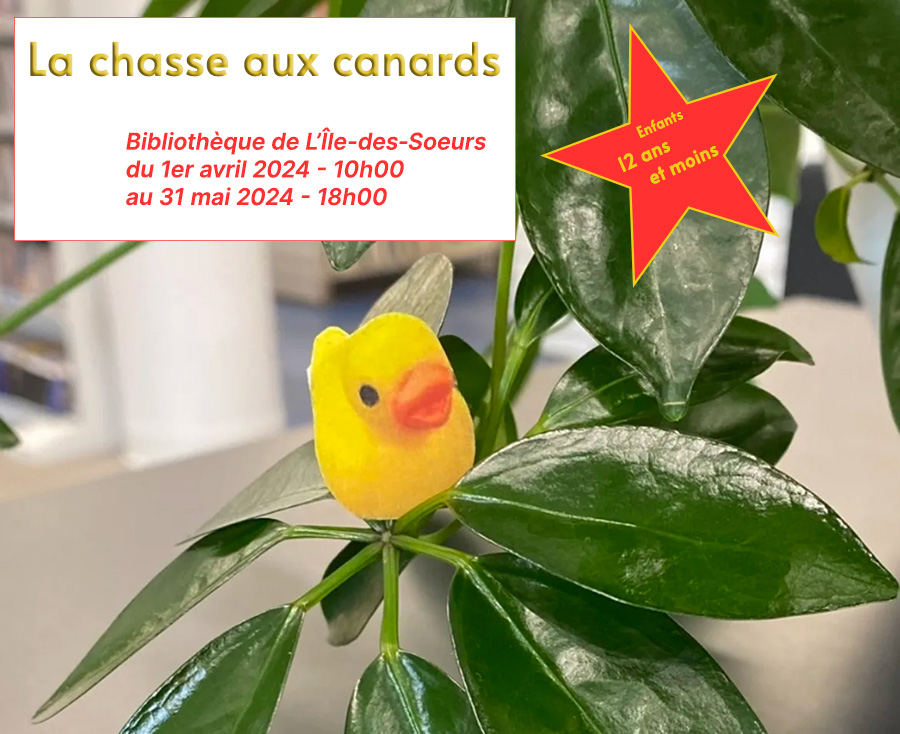 La chasse aux canards
Bibliothèque de L’Île-des-Soeurs
du 1er avril 2024 - 10h00
au 31 mai 2024 - 18h00
Enfants
12 ans
et moins